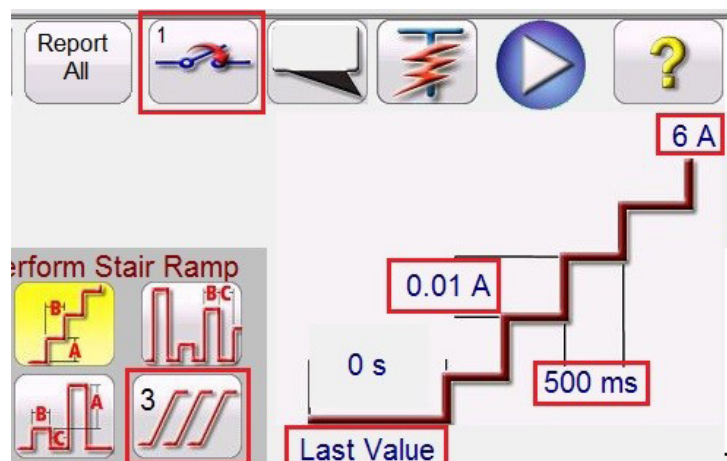 Report
All
1
?
6 A
erform Stair Ramp
0.01 A
B
A
B C
0 s
500 ms
B
A
C
3
Last Value